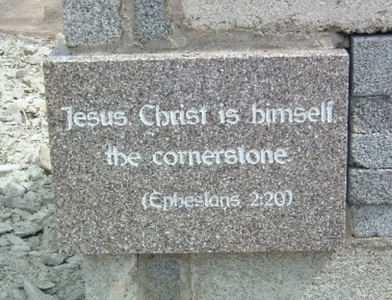 Jesus Christ is himself
the cornerstone
(Ephesians 2:20)